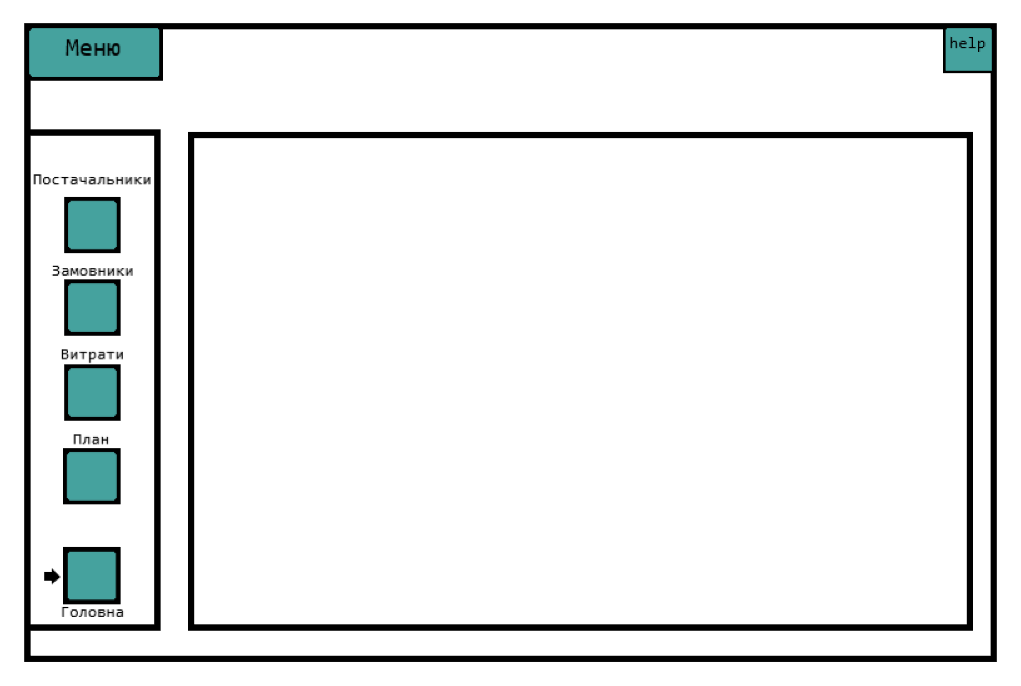 Меню
help
Постачальники
Замовники
Витрати
План
Головна